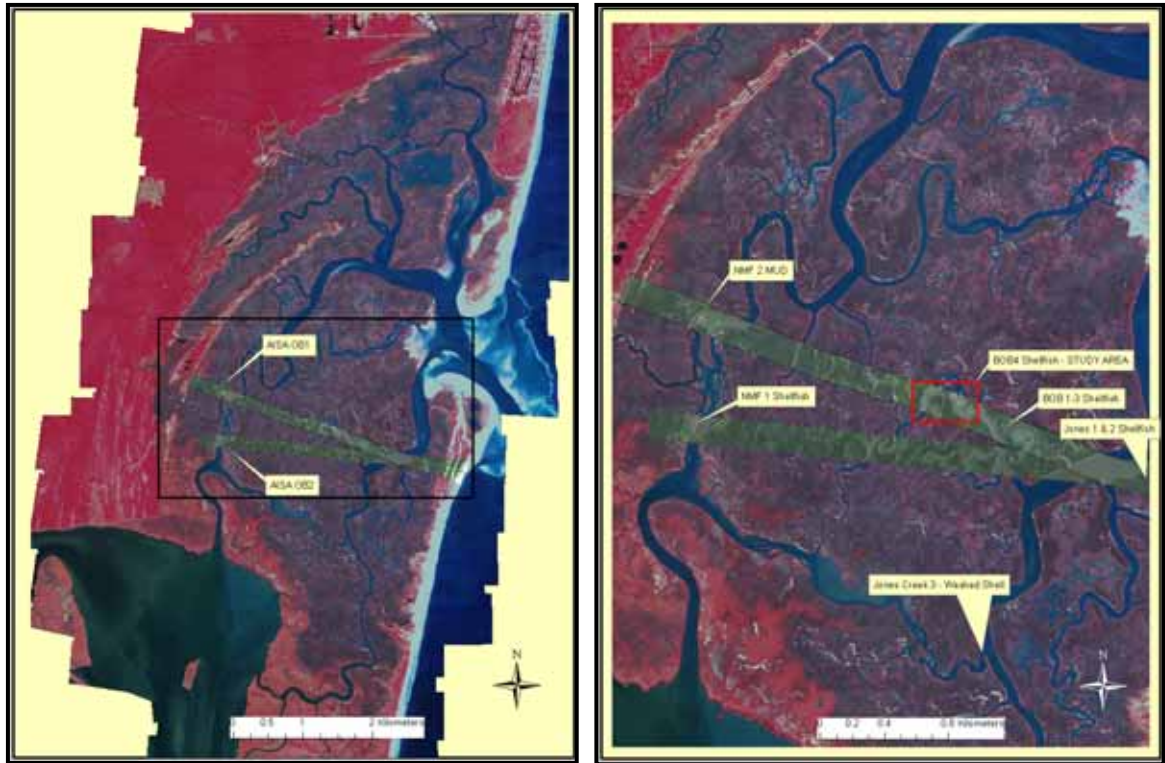 AISA OB1
AISA OB2
N
0 0.5 1 2 Kilometers
NMF 2 MUD
BOB4 Shellfish - STUDY AREA
NMF 1 Shellfish
BOB 1-3 Shellfish
Jones 1 & 2 Shellfish
Jones Creek 3 - Washed Shell
N
0 0.2 0.4 0.8 Kilometers